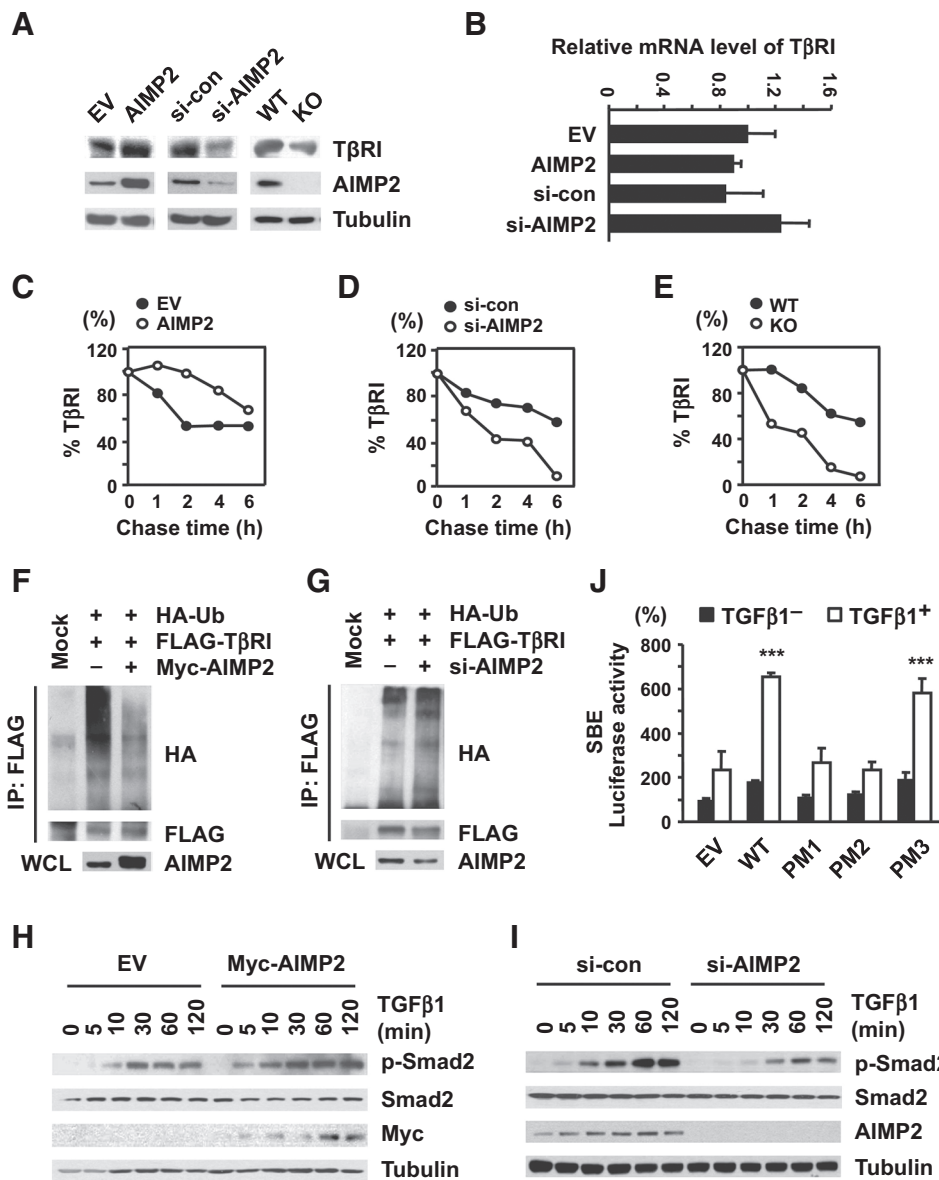 A
EV AIMP2 si-con si-AIMP2 WT KO
TβRI
AIMP2
Tubulin
B
Relative mRNA level of TβRI
0 0.4 0.8 1.2 1.6
EV
AIMP2
si-con
si-AIMP2
C
EV
(%) AIMP2
120
80
40
0
% TβRI
0 1 2 4 6
Chase time (h)
D
si-con
(%) si-AIMP2
120
80
40
0
% TβRI
0 1 2 4 6
Chase time (h)
E
WT
(%) KO
120
80
40
0
% TβRI
0 1 2 4 6
Chase time (h)
F
Mock + + HA-Ub
+ + FLAG-TβRI
– + Myc-AIMP2
IP: FLAG
HA
FLAG
WCL AIMP2
G
Mock + + HA-Ub
+ + FLAG-TβRI
– + si-AIMP2
IP: FLAG
HA
FLAG
WCL AIMP2
J
(%) TGFβ1– TGFβ1+
800
600
400
200
0
SBE
Luciferase activity
*** ***
EV WT PM1 PM2 PM3
H
EV Myc-AIMP2
0 5 10 30 60 120 0 5 10 30 60 120 TGFβ1
(min)
p-Smad2
Smad2
Myc
Tubulin
I
si-con si-AIMP2
0 5 10 30 60 120 0 5 10 30 60 120 TGFβ1
(min)
p-Smad2
Smad2
AIMP2
Tubulin